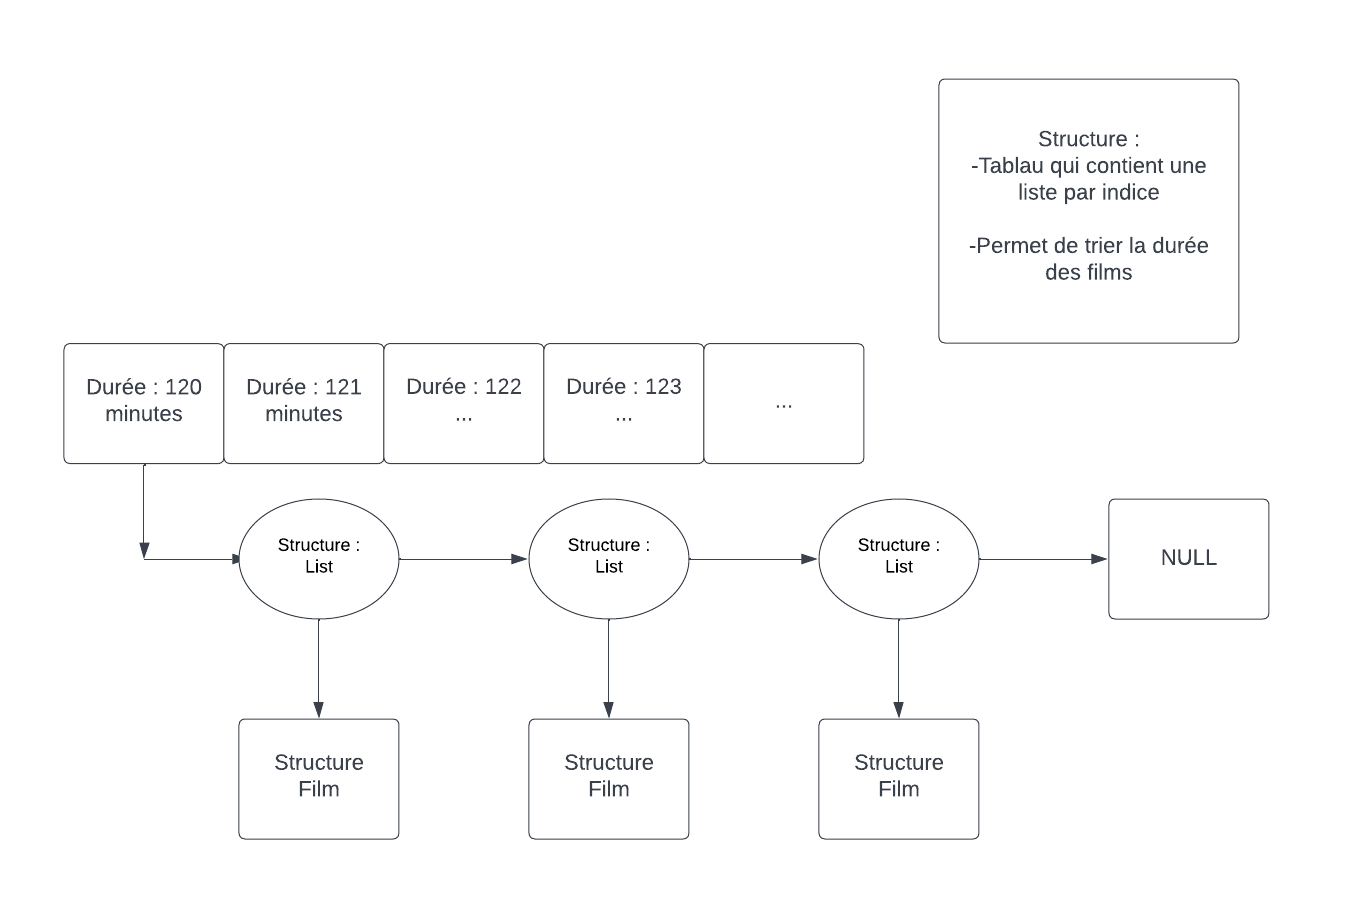 Structure :
-Tablau qui contient une
liste par indice
-Permet de trier la durée
des films
Durée : 120
minutes
Durée : 121
minutes
Durée : 122
...
Durée : 123
...
...
Structure :
List
Structure :
List
Structure :
List
NULL
Structure
Film
Structure
Film
Structure
Film